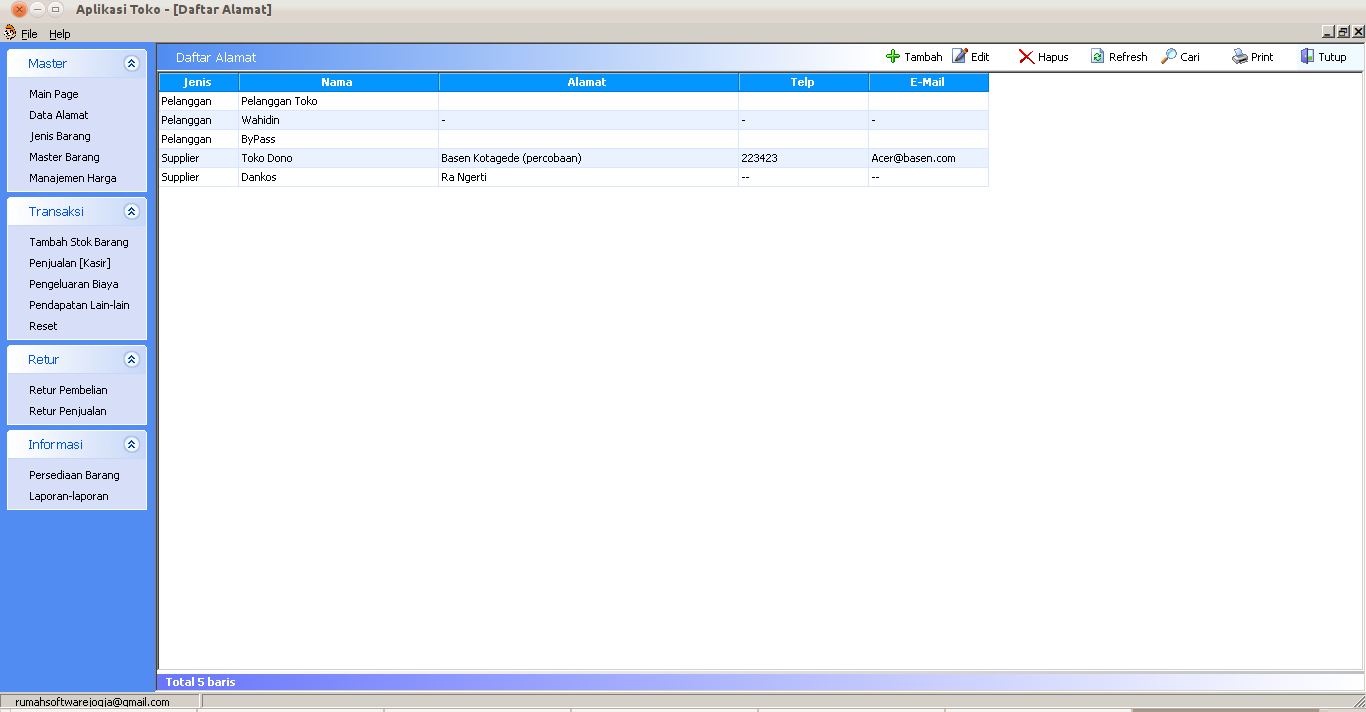 Aplikasi Toko - [Daftar Alamat]
File Help
Master
Main Page
Data Alamat
Jenis Barang
Master Barang
Manajemen Harga
Transaksi
Tambah Stok Barang
Penjualan [Kasir]
Pengeluaran Biaya
Pendapatan Lain-lain
Reset
Retur
Retur Pembelian
Retur Penjualan
Informasi
Persediaan Barang
Laporan-laporan
Daftar Alamat Tambah Edit Hapus Refresh Cari Print Tutup
Jenis Nama Alamat Telp E-Mail
Pelanggan Pelanggan Toko
Pelanggan Wahidin - - -
Pelanggan ByPass
Supplier Toko Dono Basen Kotagede (percobaan) 223423 Acer@basen.com
Supplier Dankos Ra Ngerti -- --
Total 5 baris
rumahsoftwarejogja@gmail.com